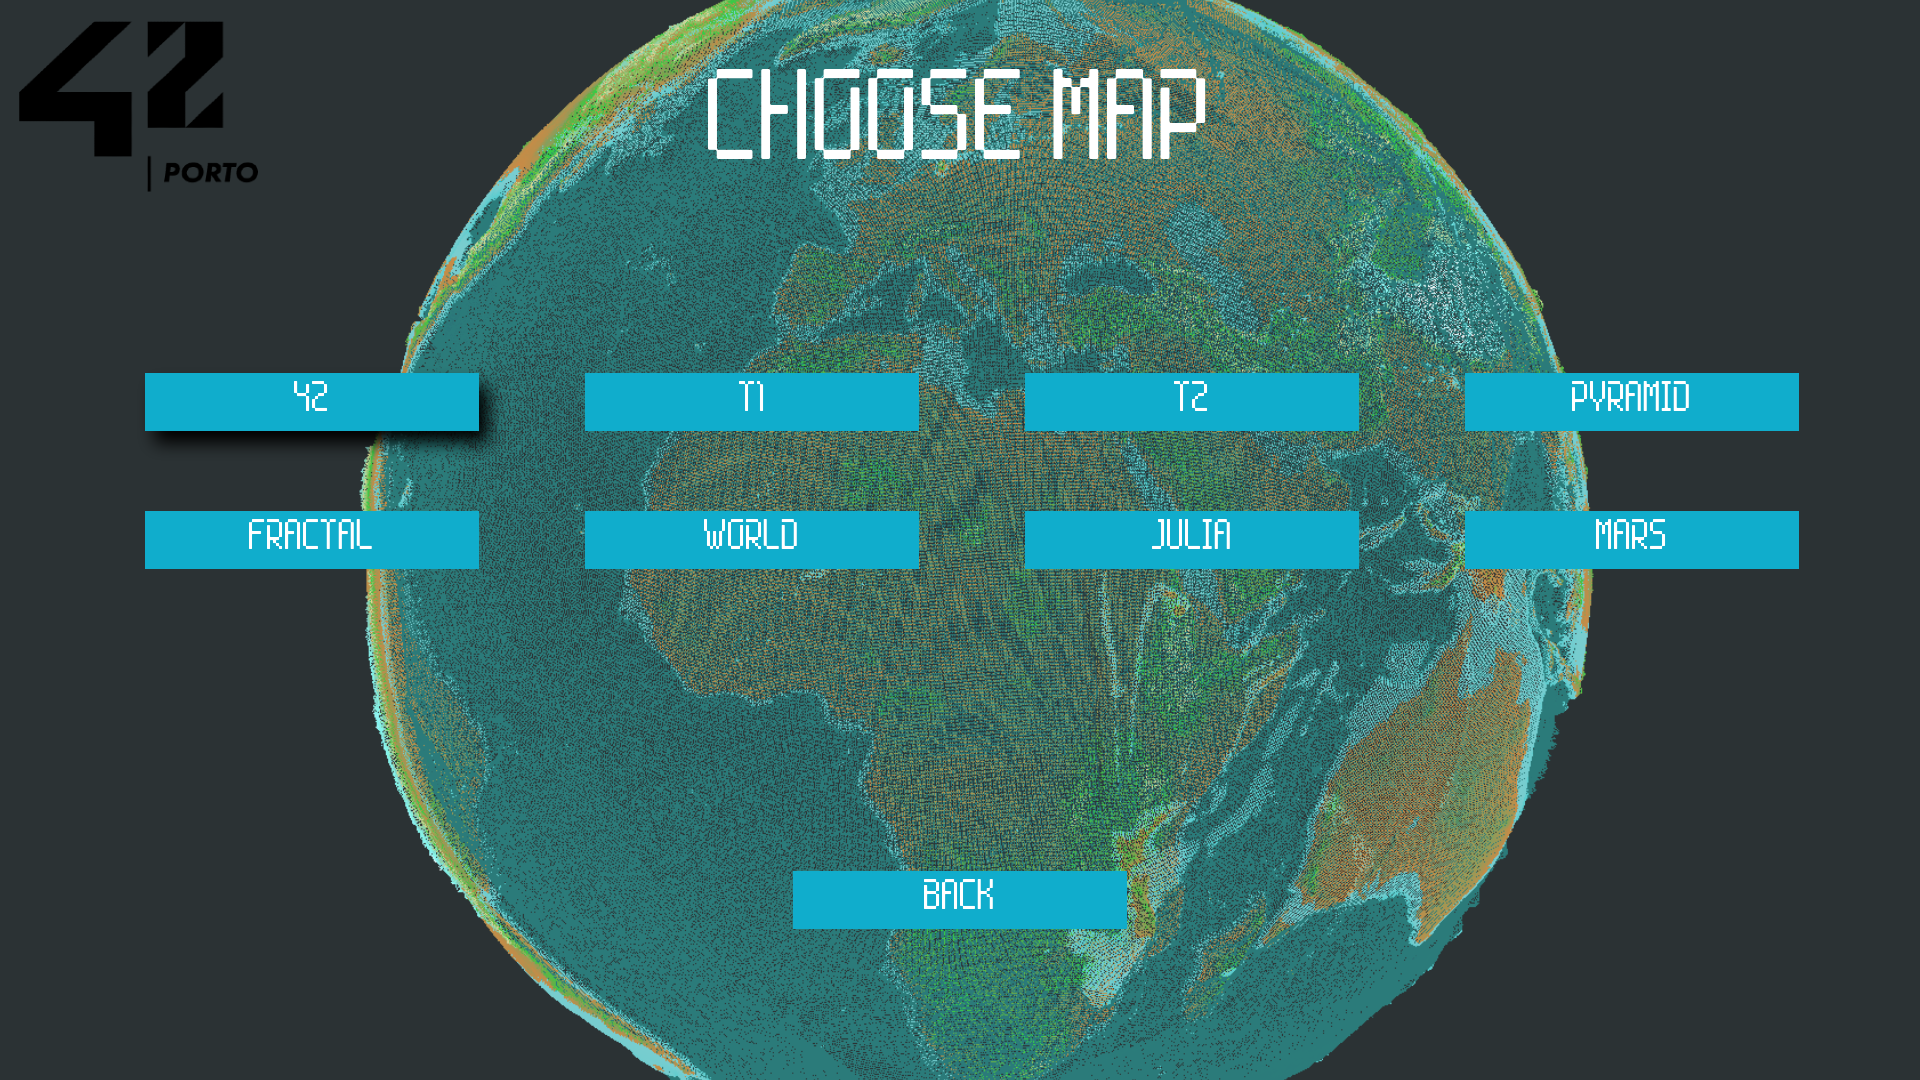 42
| PORTO
CHOOSE MAP
42
T1
T2
PYRAMID
FRACTAL
WORLD
JULIA
MARS
BACK